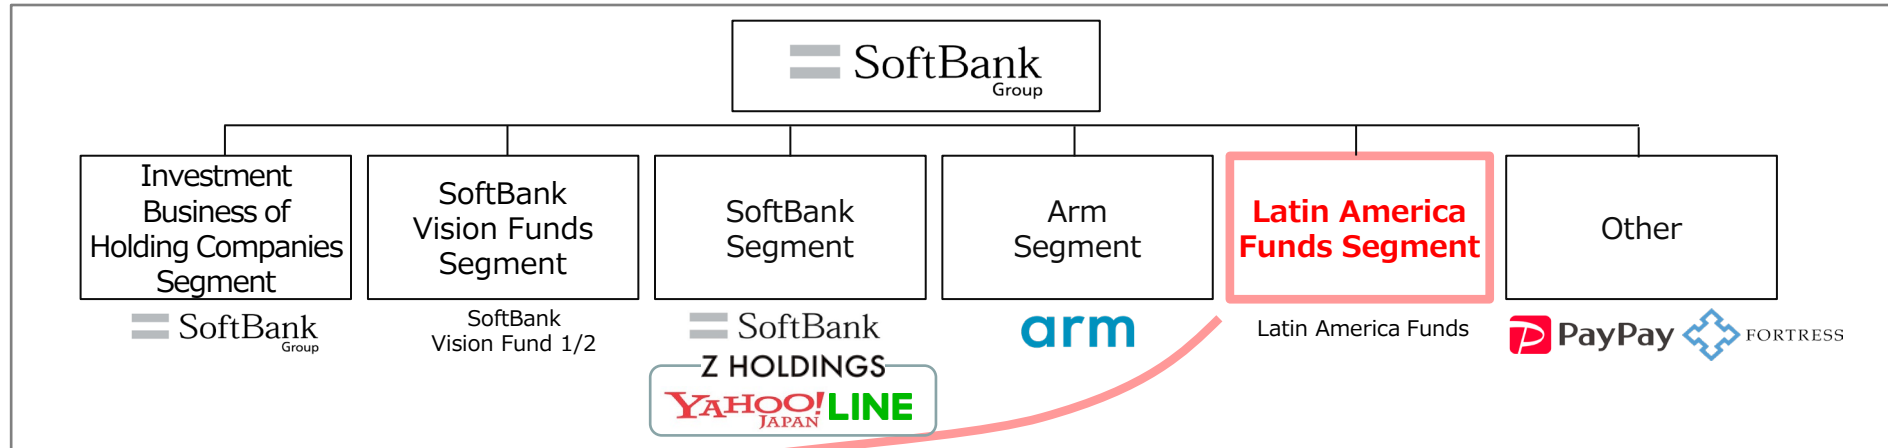 SoftBank
Group
Investment
Business of
Holding Companies
Segment
SoftBank
Vision Funds
Segment
SoftBank
Segment
Arm
Segment
Latin America
Funds Segment
Other
SoftBank
Group
SoftBank
Vision Fund 1/2
SoftBank
Z HOLDINGS
YAHOO!
JAPAN
LINE
arm
Latin America Funds
PayPay
FORTRESS